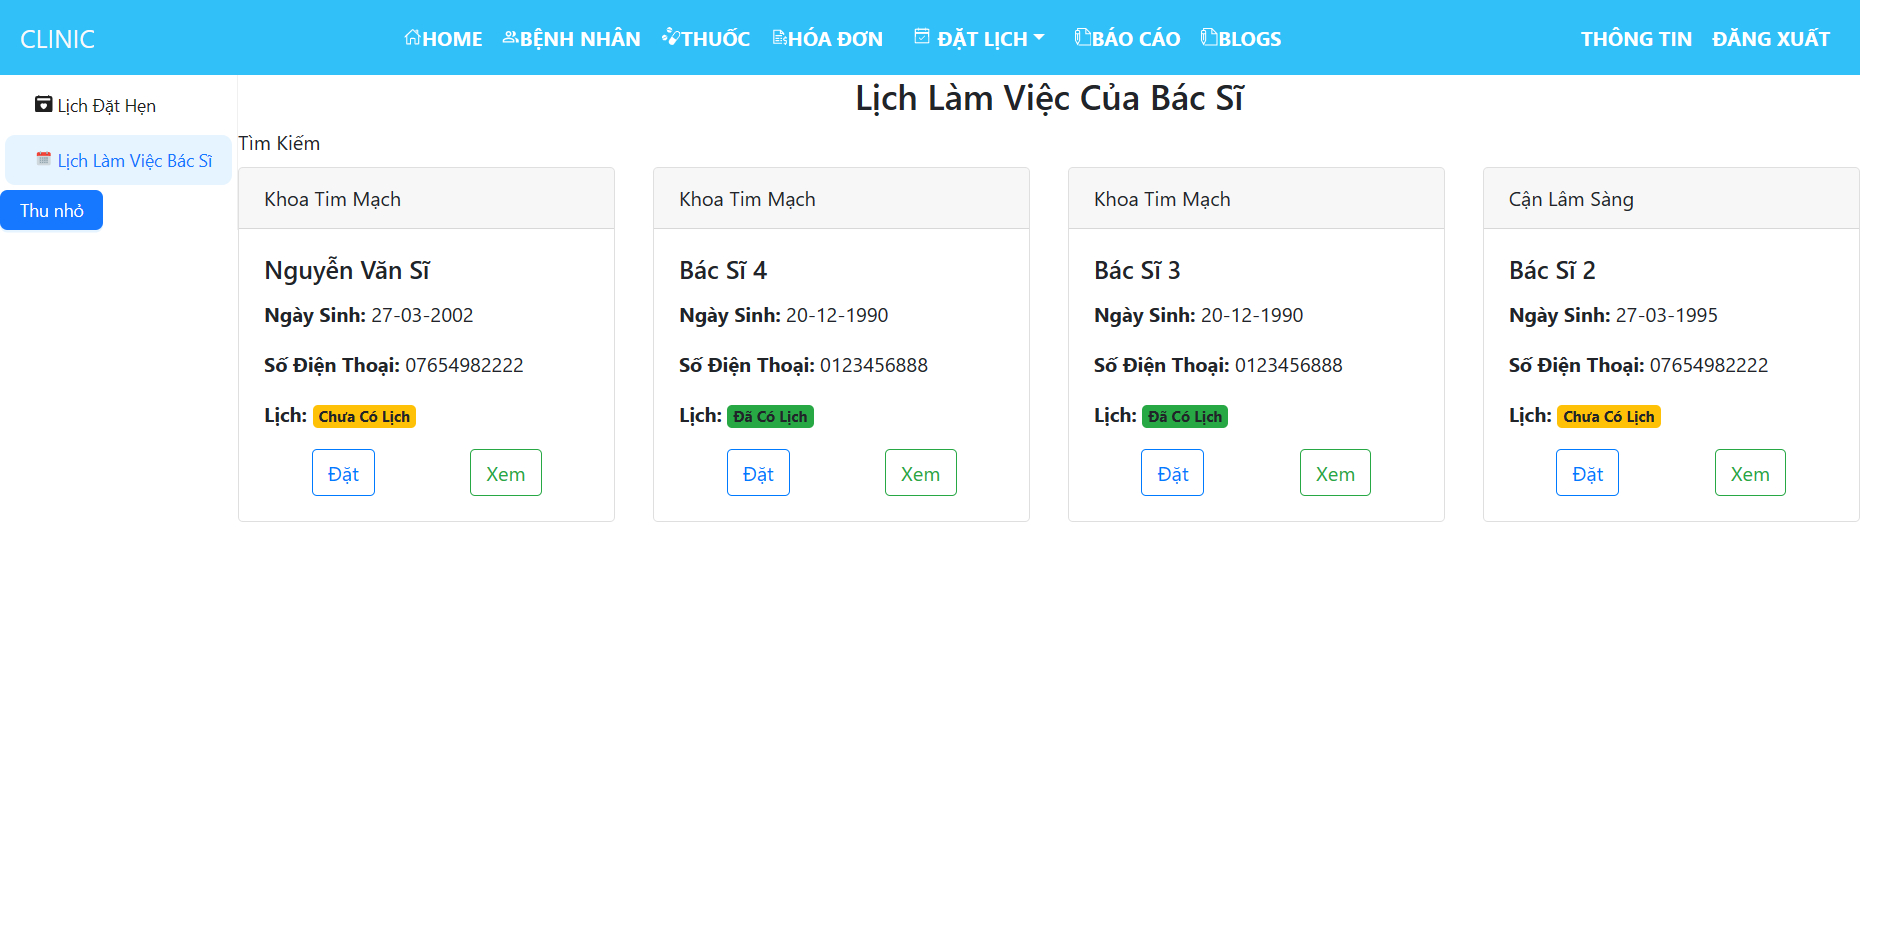 CLINIC HOME BỆNH NHÂN THUỐC HÓA ĐƠN ĐẶT LỊCH BÁO CÁO BLOGS THÔNG TIN ĐĂNG XUẤT
Lịch Đặt Hẹn
Lịch Làm Việc Bác Sĩ
Thu nhỏ
Lịch Làm Việc Của Bác Sĩ
Tìm Kiếm
Khoa Tim Mạch
Nguyễn Văn Sĩ
Ngày Sinh: 27-03-2002
Số Điện Thoại: 07654982222
Lịch: Chưa Có Lịch
Đặt Xem
Khoa Tim Mạch
Bác Sĩ 4
Ngày Sinh: 20-12-1990
Số Điện Thoại: 0123456888
Lịch: Đã Có Lịch
Đặt Xem
Khoa Tim Mạch
Bác Sĩ 3
Ngày Sinh: 20-12-1990
Số Điện Thoại: 0123456888
Lịch: Đã Có Lịch
Đặt Xem
Cận Lâm Sàng
Bác Sĩ 2
Ngày Sinh: 27-03-1995
Số Điện Thoại: 07654982222
Lịch: Chưa Có Lịch
Đặt Xem